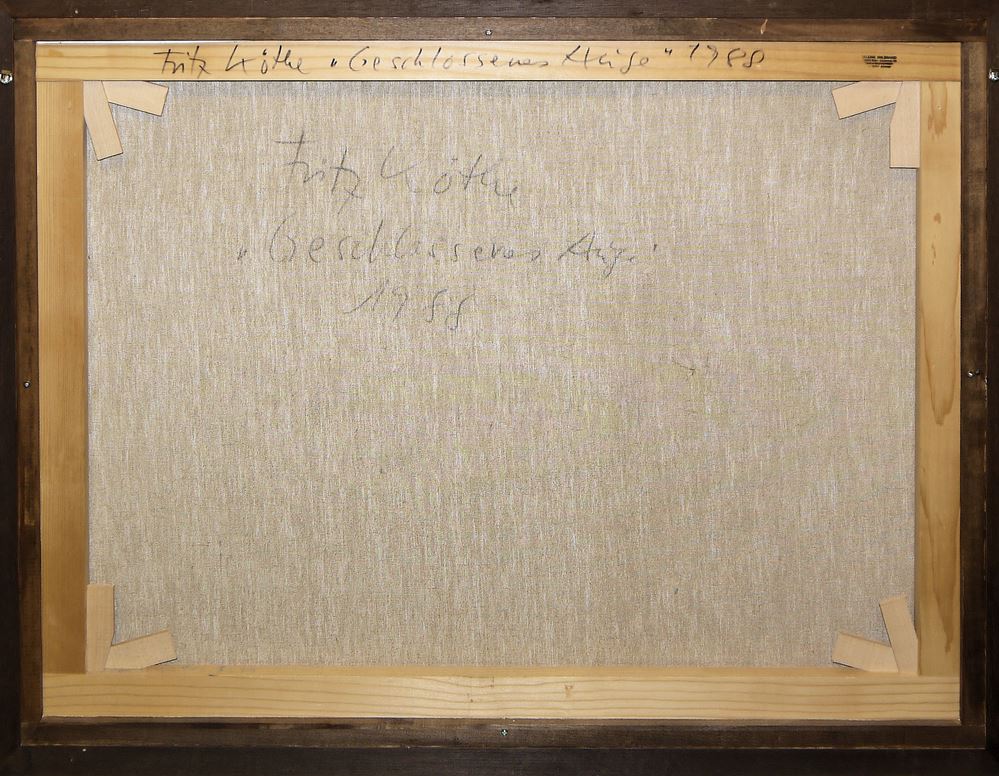 Fritz Köthe „Geschlossenes Auge“ 1988
Fritz Köthe
„Geschlossenes Auge“
1988